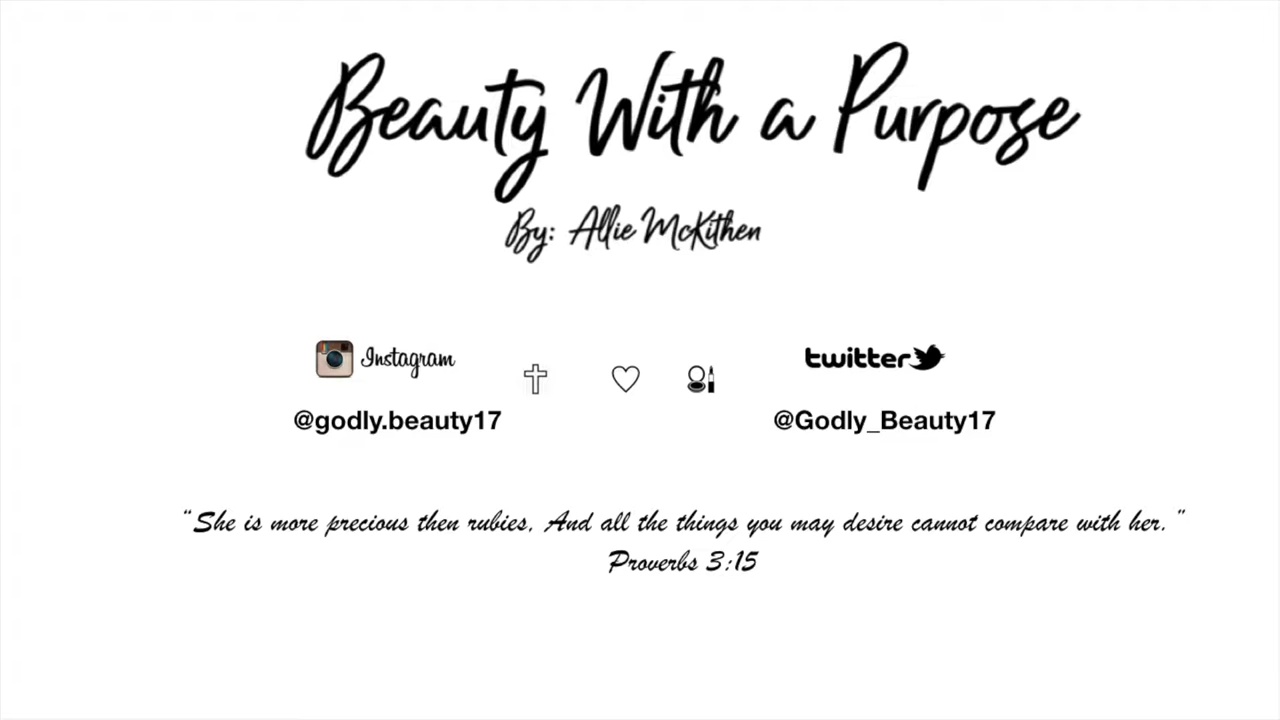 Beauty With a Purpose
By: Allie McKithen
Instagram
twitter
@godly.beauty17
@Godly_Beauty17
"She is more precious then rubies, And all the things you may desire cannot compare with her."
Proverbs 3:15